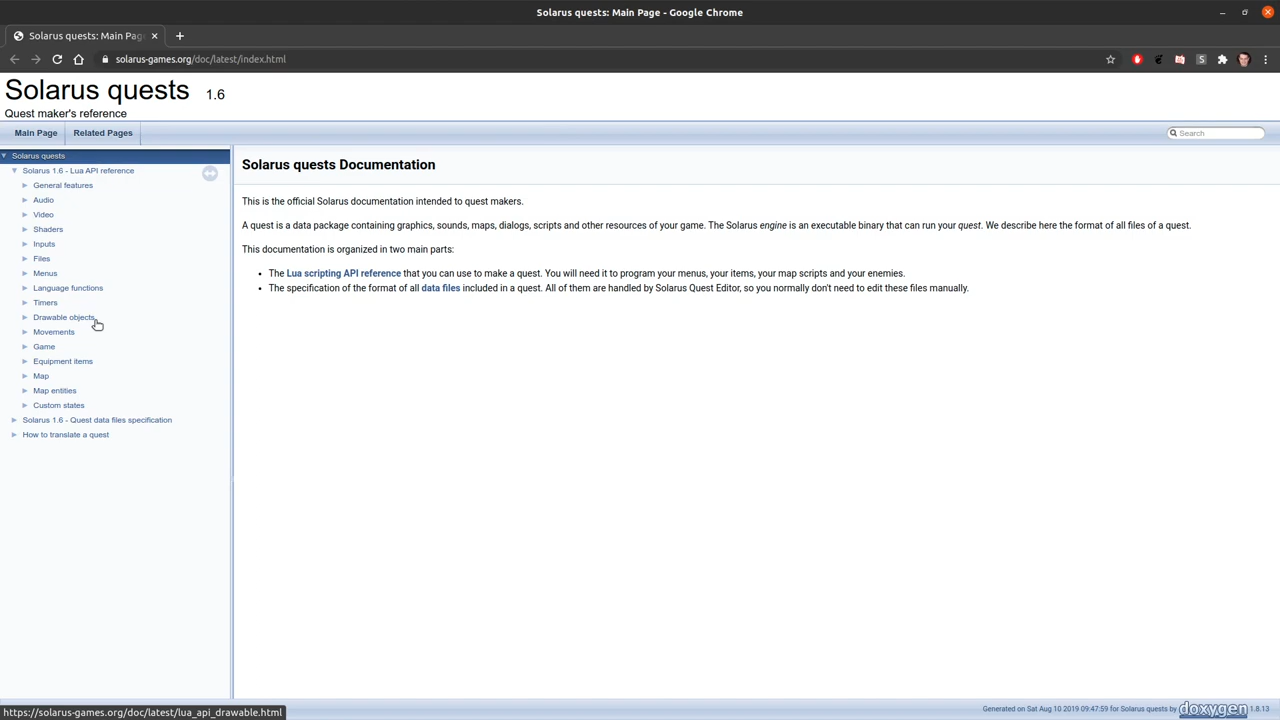 Solarus quests: Main Page - Google Chrome
Solarus quests: Main Pag
solarus-games.org/doc/latest/index.html
Solarus quests 1.6
Quest maker's reference
Main Page
Related Pages
Search
Solarus quests
Solarus 1.6 - Lua API reference
General features
Audio
Video
Shaders
Inputs
Files
Menus
Language functions
Timers
Drawable objects
Movements
Game
Equipment items
Map
Map entities
Custom states
Solarus 1.6 - Quest data files specification
How to translate a quest
Solarus quests Documentation
This is the official Solarus documentation intended to quest makers.
A quest is a data package containing graphics, sounds, maps, dialogs, scripts and other resources of your game. The Solarus engine is an executable binary that can run your quest. We describe here the format of all files of a quest.
This documentation is organized in two main parts:
• The Lua scripting API reference that you can use to make a quest. You will need it to program your menus, your items, your map scripts and your enemies.
• The specification of the format of all data files included in a quest. All of them are handled by Solarus Quest Editor, so you normally don't need to edit these files manually.
https://solarus-games.org/doc/latest/lua_api_drawable.html
Generated on Sat Aug 10 2019 09:47:59 for Solarus quests by doxygen 1.8.13